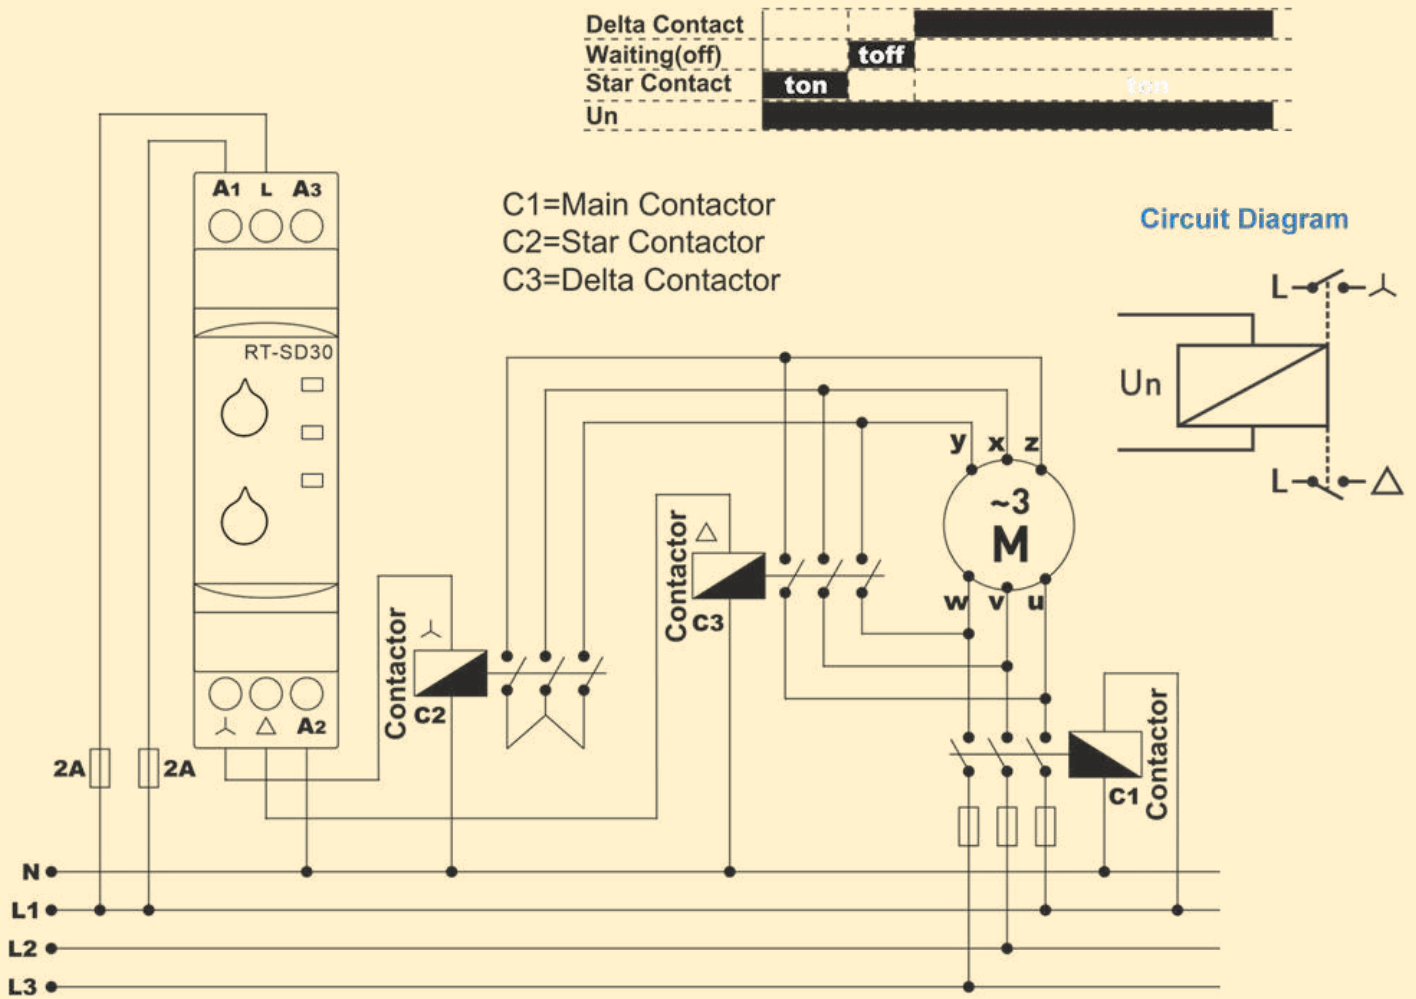 Delta Contact
Waiting(off) toff
Star Contact ton ton
Un
C1=Main Contactor
C2=Star Contactor
C3=Delta Contactor
Circuit Diagram
L
Un
L
A1 L A3
RT-SD30
A2
2A 2A
Contactor
C2
Contactor
C3
y x z
~3
M
w v u
Contactor
C1
N
L1
L2
L3